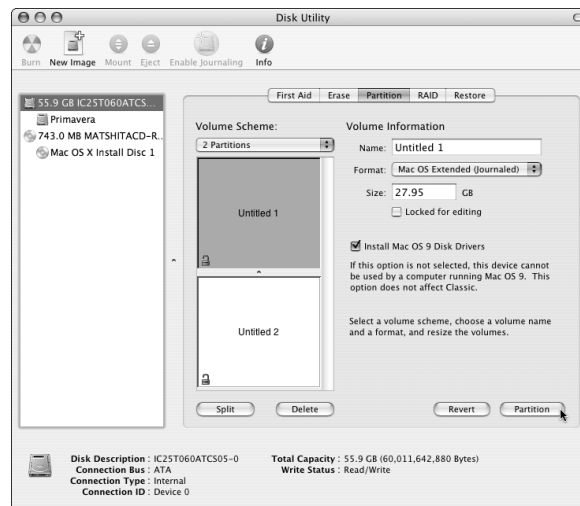 Disk Utility
Burn New Image Mount Eject Enable Journaling Info
First Aid Erase Partition RAID Restore
55.9 GB IC25T060ATCS...
Primavera
743.0 MB MATSHITACD-R..
Mac OS X Install Disc 1
Volume Scheme:
2 Partitions
Untitled 1
Untitled 2
Split Delete
Volume Information
Name: Untitled 1
Format: Mac OS Extended (Journaled)
Size: 27.95 GB
Locked for editing
Install Mac OS 9 Disk Drivers
If this option is not selected, this device cannot
be used by a computer running Mac OS 9. This
option does not affect Classic.
Select a volume scheme, choose a volume name
and a format, and resize the volumes.
Revert Partition
Disk Description : IC25T060ATCS05-0
Connection Bus : ATA
Connection Type : Internal
Connection ID : Device 0
Total Capacity : 55.9 GB (60,011,642,880 Bytes)
Write Status : Read/Write